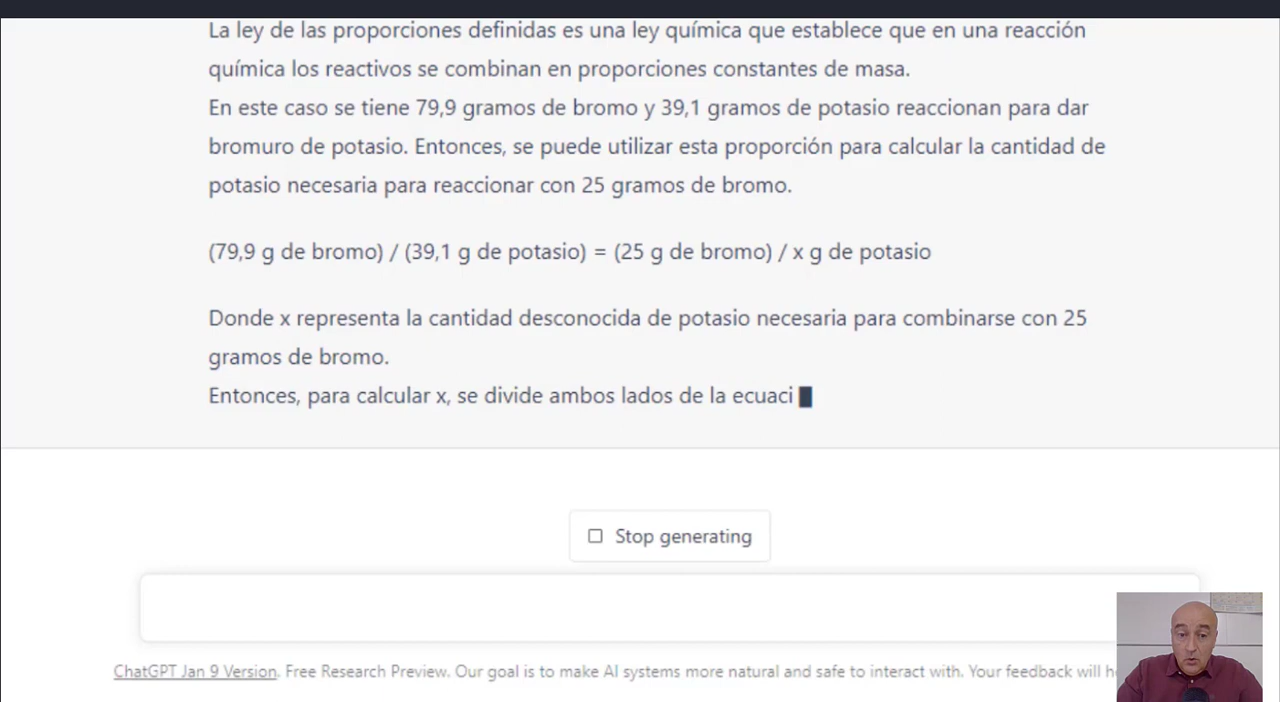 La ley de las proporciones definidas es una ley química que establece que en una reacción
química los reactivos se combinan en proporciones constantes de masa.
En este caso se tiene 79,9 gramos de bromo y 39,1 gramos de potasio reaccionan para dar
bromuro de potasio. Entonces, se puede utilizar esta proporción para calcular la cantidad de
potasio necesaria para reaccionar con 25 gramos de bromo.
(79,9 g de bromo) / (39,1 g de potasio) = (25 g de bromo) / x g de potasio
Donde x representa la cantidad desconocida de potasio necesaria para combinarse con 25
gramos de bromo.
Entonces, para calcular x, se divide ambos lados de la ecuaci
Stop generating
ChatGPT Jan 9 Version. Free Research Preview. Our goal is to make AI systems more natural and safe to interact with. Your feedback will